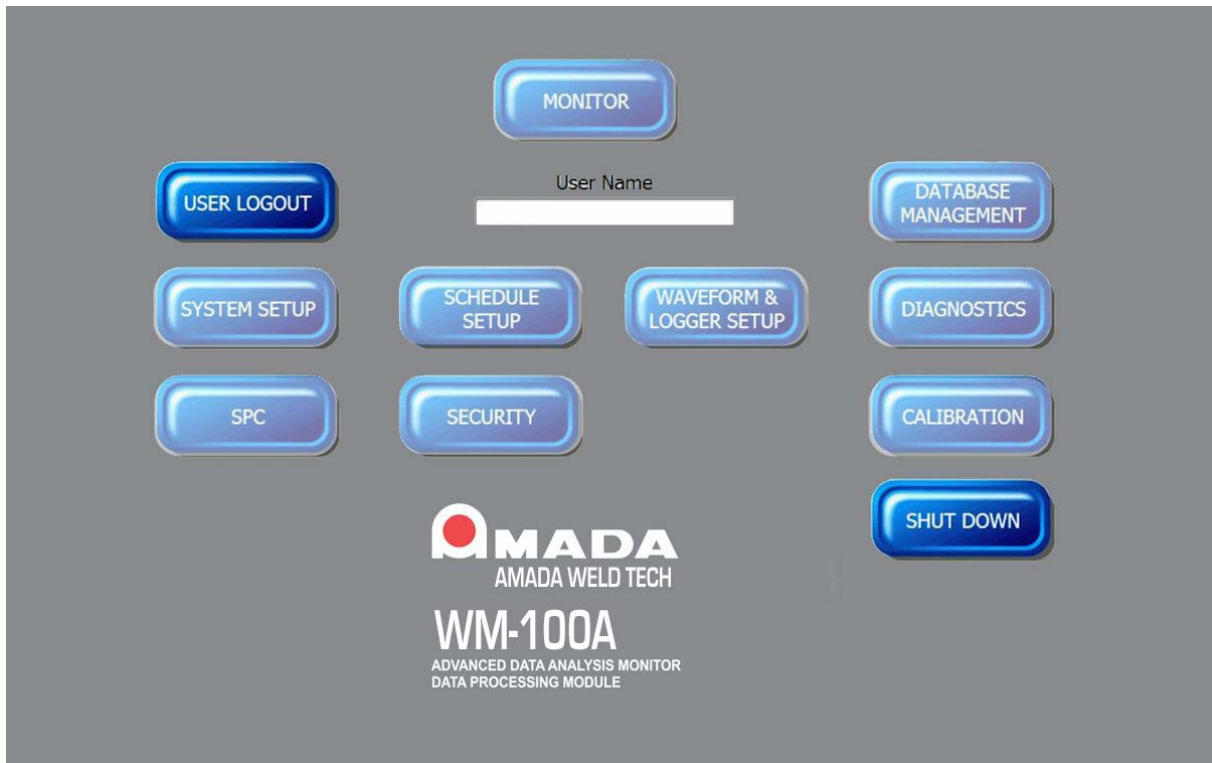 MONITOR
USER LOGOUT
User Name
DATABASE
MANAGEMENT
SYSTEM SETUP
SCHEDULE
SETUP
WAVEFORM &
LOGGER SETUP
DIAGNOSTICS
SPC
SECURITY
CALIBRATION
SHUT DOWN
AMADA
AMADA WELD TECH
WM-100A
ADVANCED DATA ANALYSIS MONITOR
DATA PROCESSING MODULE